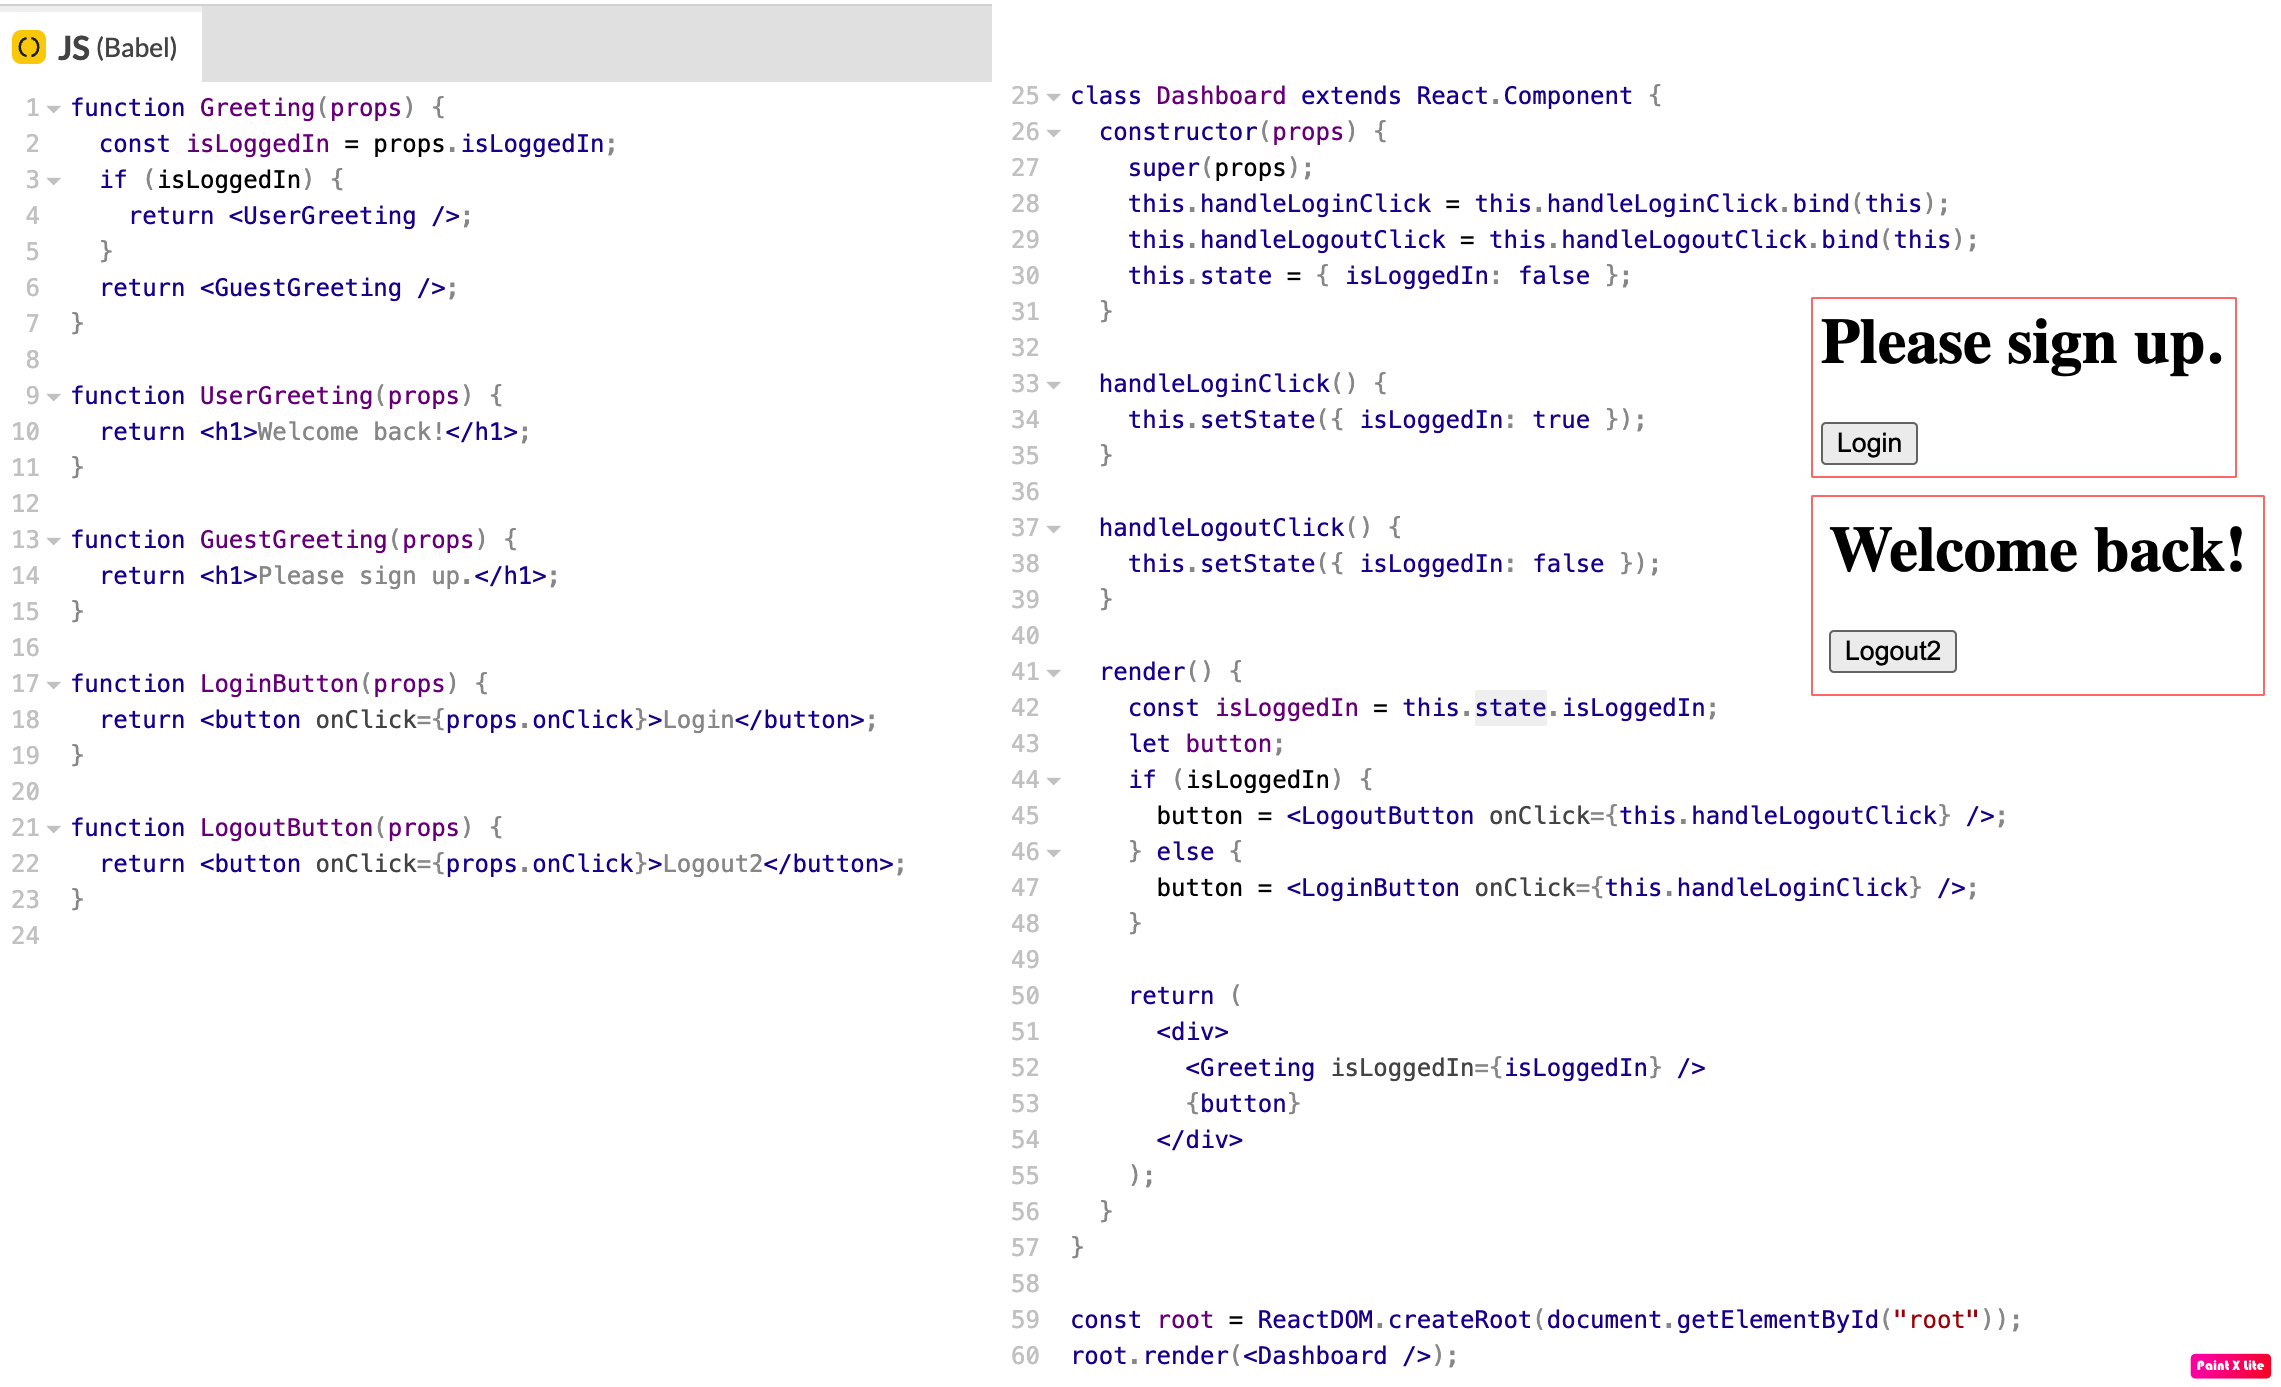 JS (Babel)
1 function Greeting(props) {
2 const isLoggedIn = props.isLoggedIn;
3 if (isLoggedIn) {
4 return <UserGreeting />;
5 }
6 return <GuestGreeting />;
7 }
8
9 function UserGreeting(props) {
10 return <h1>Welcome back!</h1>;
11 }
12
13 function GuestGreeting(props) {
14 return <h1>Please sign up.</h1>;
15 }
16
17 function LoginButton(props) {
18 return <button onClick={props.onClick}>Login</button>;
19 }
20
21 function LogoutButton(props) {
22 return <button onClick={props.onClick}>Logout2</button>;
23 }
24
25 class Dashboard extends React.Component {
26 constructor(props) {
27 super(props);
28 this.handleLoginClick = this.handleLoginClick.bind(this);
29 this.handleLogoutClick = this.handleLogoutClick.bind(this);
30 this.state = { isLoggedIn: false };
31 }
32
33 handleLoginClick() {
34 this.setState({ isLoggedIn: true });
35 }
36
37 handleLogoutClick() {
38 this.setState({ isLoggedIn: false });
39 }
40
41 render() {
42 const isLoggedIn = this.state.isLoggedIn;
43 let button;
44 if (isLoggedIn) {
45 button = <LogoutButton onClick={this.handleLogoutClick} />;
46 } else {
47 button = <LoginButton onClick={this.handleLoginClick} />;
48 }
49
50 return (
51 <div>
52 <Greeting isLoggedIn={isLoggedIn} />
53 {button}
54 </div>
55 );
56 }
57 }
58
59 const root = ReactDOM.createRoot(document.getElementById("root"));
60 root.render(<Dashboard />);
Please sign up.
Login
Welcome back!
Logout2
Paint X Lite